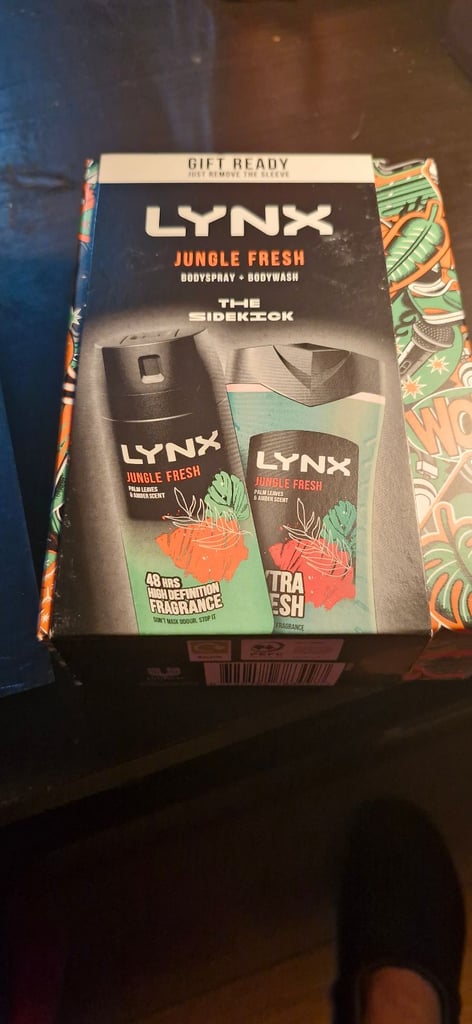 GIFT READY
JUST REMOVE THE SLEEVE
LYNX
JUNGLE FRESH
BODYSPRAY + BODYWASH
THE
SIDEKICK
LYNX
JUNGLE FRESH
PALM LEAVES
& AMBER SCENT
48 HRS
HIGH DEFINITION
FRAGRANCE
DON'T MASK ODOUR, STOP IT
LYNX
JUNGLE FRESH
PALM LEAVES
& AMBER SCENT
XTRA
ESH
FRAGRANCE
WO